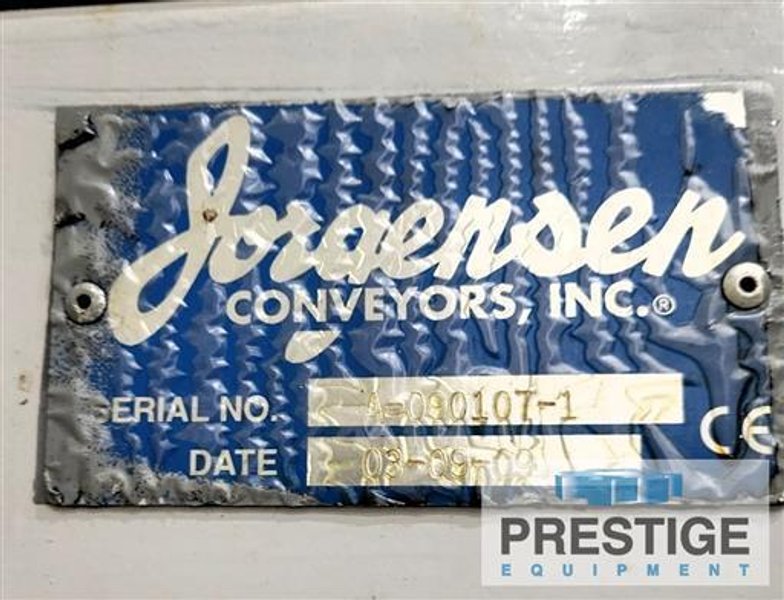 Jorgensen
CONVEYORS, INC.®
SERIAL NO. A-090107-1
DATE 03-09-09
CE
PRESTIGE
EQUIPMENT